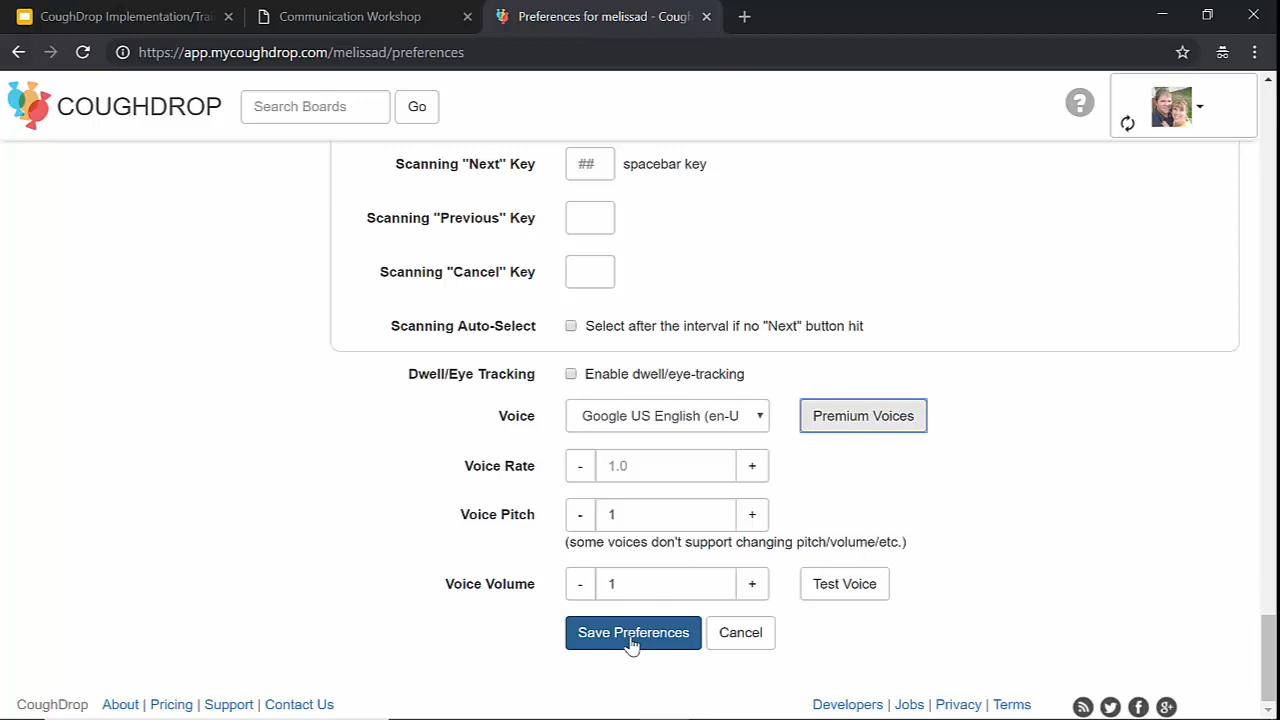 CoughDrop Implementation/Trai
Communication Workshop
Preferences for melissad - Cough
https://app.mycoughdrop.com/melissad/preferences
COUGHDROP
Search Boards
Go
?
Scanning "Next" Key
##
spacebar key
Scanning "Previous" Key
Scanning "Cancel" Key
Scanning Auto-Select
Select after the interval if no "Next" button hit
Dwell/Eye Tracking
Enable dwell/eye-tracking
Voice
Google US English (en-U
Premium Voices
Voice Rate
- 1.0 +
Voice Pitch
- 1 +
(some voices don't support changing pitch/volume/etc.)
Voice Volume
- 1 +
Test Voice
Save Preferences
Cancel
CoughDrop About | Pricing | Support | Contact Us
Developers | Jobs | Privacy | Terms